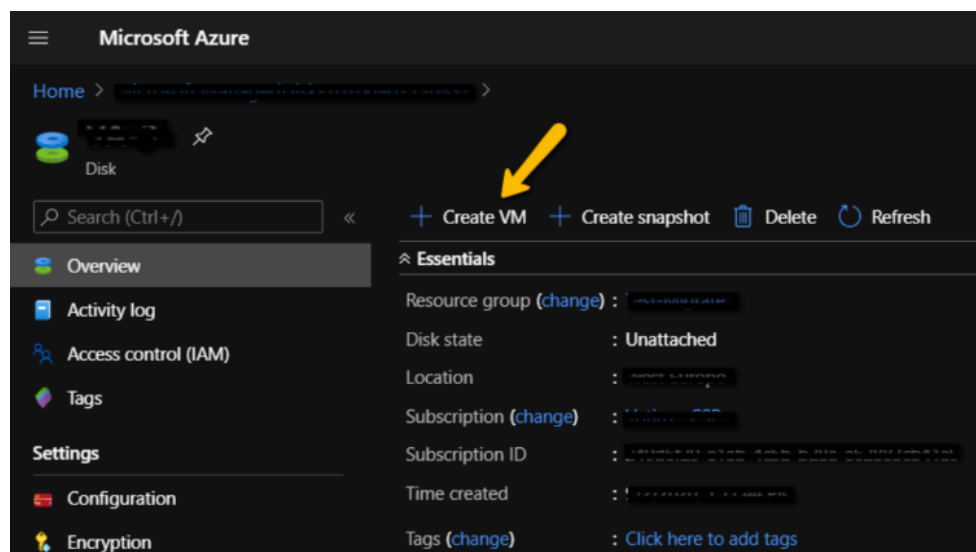 Microsoft Azure
Home >
>
Disk
Search (Ctrl+/)
«
+ Create VM + Create snapshot Delete Refresh
Overview
Essentials
Activity log
Resource group (change) :
Access control (IAM)
Disk state : Unattached
Tags
Location :
Subscription (change) :
Settings
Subscription ID :
Configuration
Time created :
Encryption
Tags (change) : Click here to add tags